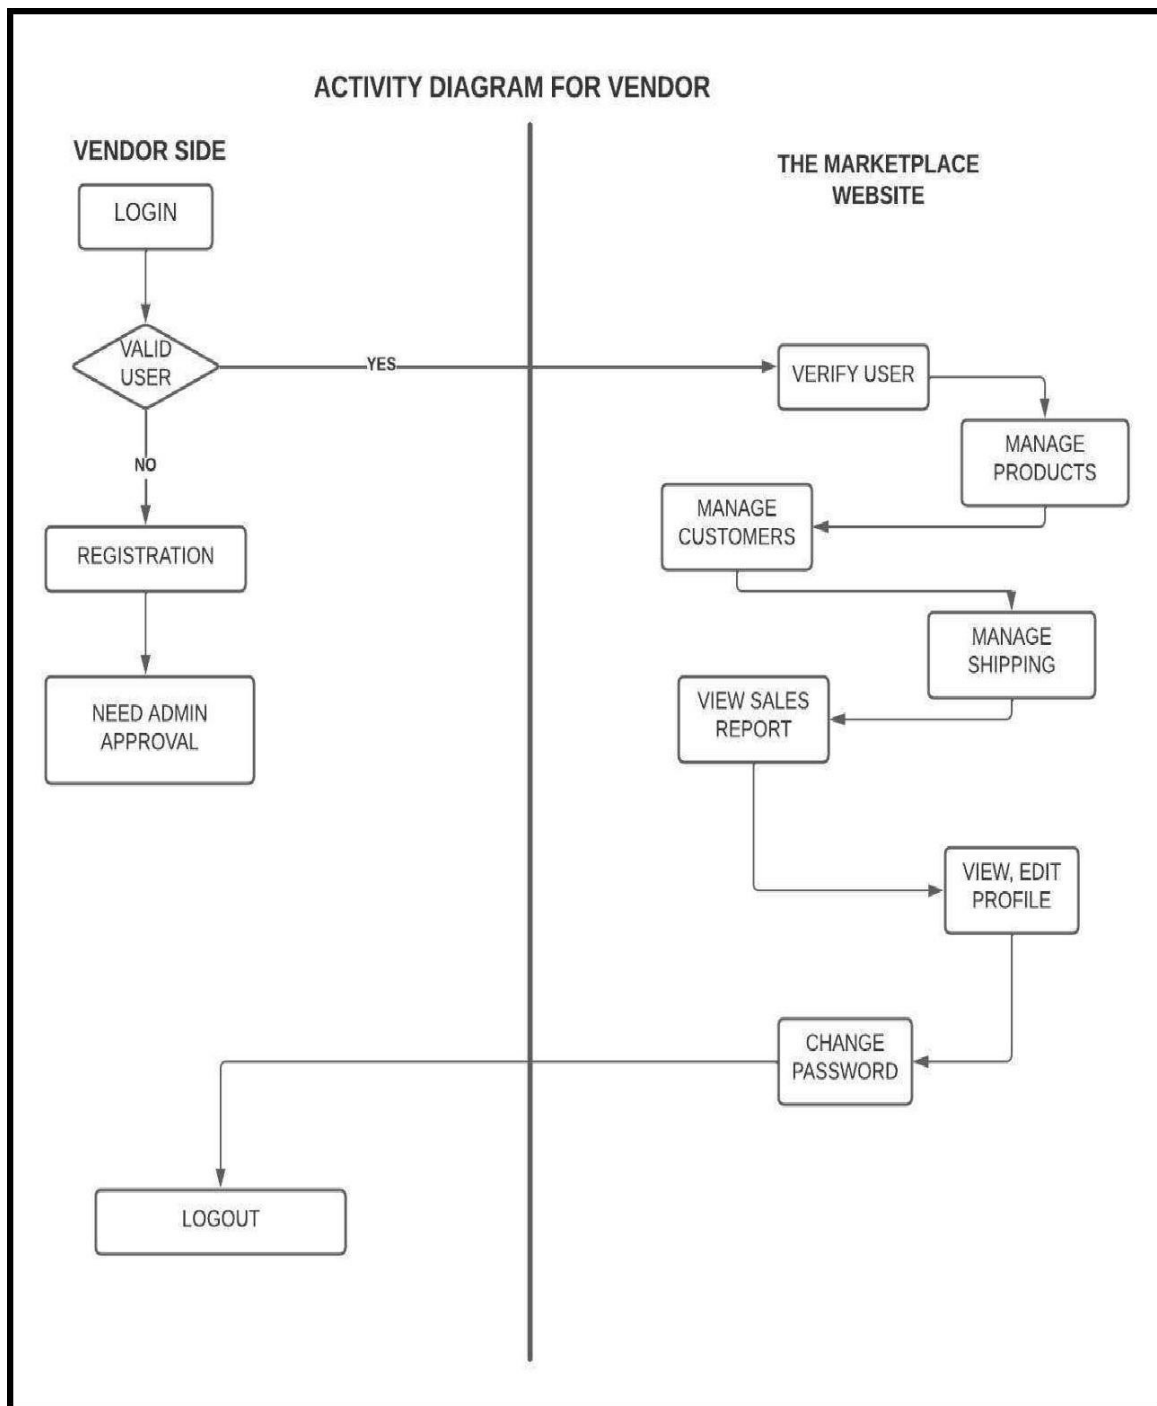 ACTIVITY DIAGRAM FOR VENDOR
VENDOR SIDE
THE MARKETPLACE
WEBSITE
LOGIN
VALID
USER
YES
VERIFY USER
MANAGE
PRODUCTS
NO
MANAGE
CUSTOMERS
REGISTRATION
MANAGE
SHIPPING
NEED ADMIN
APPROVAL
VIEW SALES
REPORT
VIEW, EDIT
PROFILE
CHANGE
PASSWORD
LOGOUT